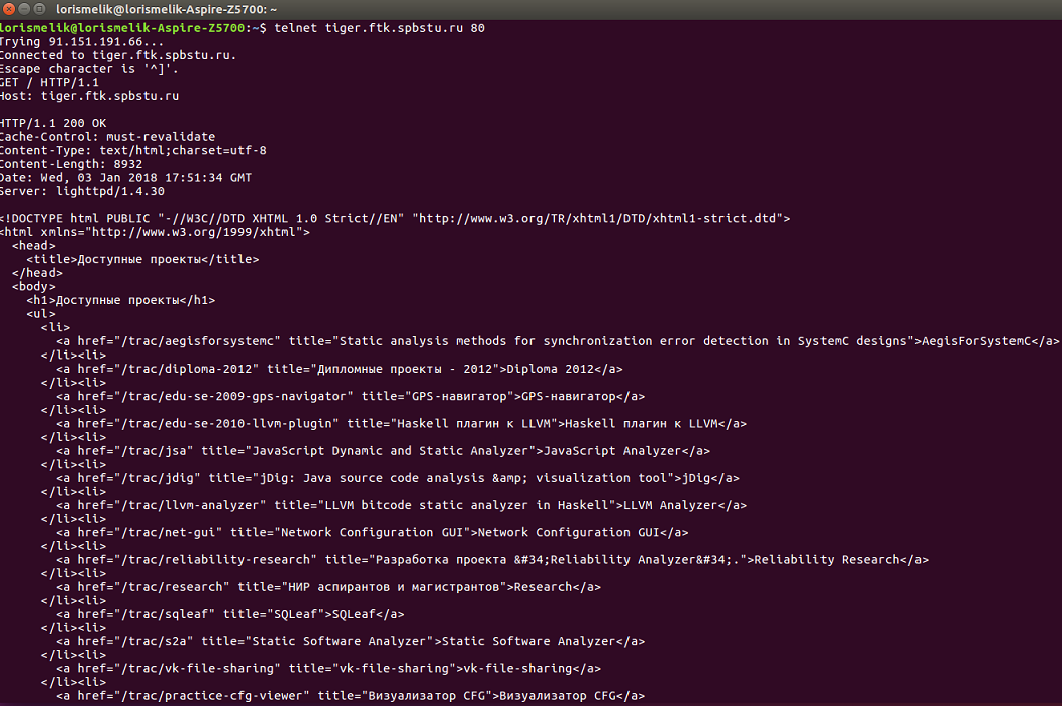 lorismelik@lorismelik-Aspire-Z5700: ~
lorismelik@lorismelik-Aspire-Z5700:~$ telnet tiger.ftk.spbstu.ru 80
Trying 91.151.191.66...
Connected to tiger.ftk.spbstu.ru.
Escape character is '^]'.
GET / HTTP/1.1
Host: tiger.ftk.spbstu.ru

HTTP/1.1 200 OK
Cache-Control: must-revalidate
Content-Type: text/html;charset=utf-8
Content-Length: 8932
Date: Wed, 03 Jan 2018 17:51:34 GMT
Server: lighttpd/1.4.30

<!DOCTYPE html PUBLIC "-//W3C//DTD XHTML 1.0 Strict//EN" "http://www.w3.org/TR/xhtml1/DTD/xhtml1-strict.dtd">
<html xmlns="http://www.w3.org/1999/xhtml">
  <head>
    <title>Доступные проекты</title>
  </head>
  <body>
    <h1>Доступные проекты</h1>
    <ul>
      <li>
        <a href="/trac/aegisforsystemc" title="Static analysis methods for synchronization error detection in SystemC designs">AegisForSystemC</a>
      </li><li>
        <a href="/trac/diploma-2012" title="Дипломные проекты - 2012">Diploma 2012</a>
      </li><li>
        <a href="/trac/edu-se-2009-gps-navigator" title="GPS-навигатор">GPS-навигатор</a>
      </li><li>
        <a href="/trac/edu-se-2010-llvm-plugin" title="Haskell плагин к LLVM">Haskell плагин к LLVM</a>
      </li><li>
        <a href="/trac/jsa" title="JavaScript Dynamic and Static Analyzer">JavaScript Analyzer</a>
      </li><li>
        <a href="/trac/jdig" title="jDig: Java source code analysis &amp; visualization tool">jDig</a>
      </li><li>
        <a href="/trac/llvm-analyzer" title="LLVM bitcode static analyzer in Haskell">LLVM Analyzer</a>
      </li><li>
        <a href="/trac/net-gui" title="Network Configuration GUI">Network Configuration GUI</a>
      </li><li>
        <a href="/trac/reliability-research" title="Разработка проекта &#34;Reliability Analyzer&#34;.">Reliability Research</a>
      </li><li>
        <a href="/trac/research" title="НИР аспирантов и магистрантов">Research</a>
      </li><li>
        <a href="/trac/sqleaf" title="SQLeaf">SQLeaf</a>
      </li><li>
        <a href="/trac/s2a" title="Static Software Analyzer">Static Software Analyzer</a>
      </li><li>
        <a href="/trac/vk-file-sharing" title="vk-file-sharing">vk-file-sharing</a>
      </li><li>
        <a href="/trac/practice-cfg-viewer" title="Визуализатор CFG">Визуализатор CFG</a>